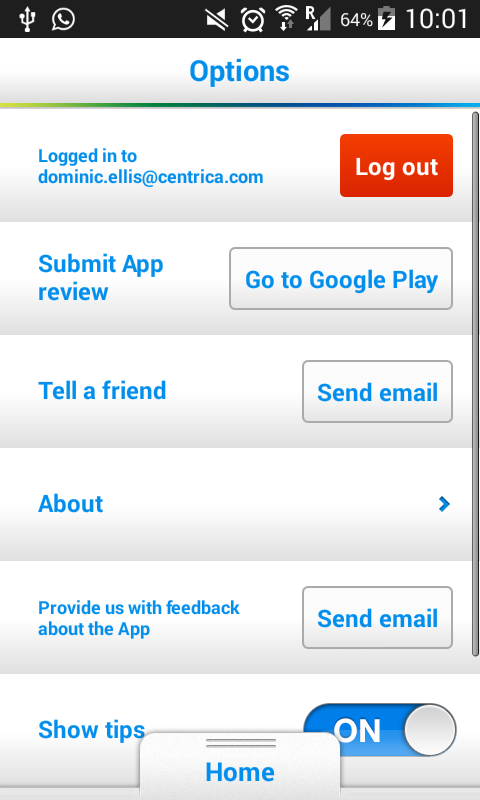 R
64%
10:01
Options
Logged in to
dominic.ellis@centrica.com
Log out
Submit App
review
Go to Google Play
Tell a friend
Send email
About
Provide us with feedback
about the App
Send email
Show tips
ON
Home